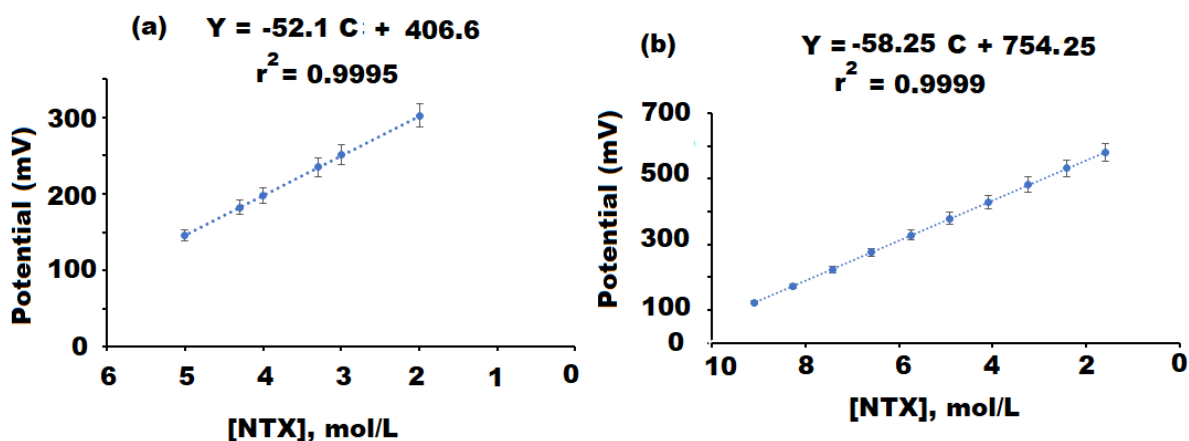 (a) Y = -52.1 C + 406.6
r² = 0.9995
Potential (mV)
300
200
100
0
6 5 4 3 2 1 0
[NTX], mol/L
(b) Y = -58.25 C + 754.25
r² = 0.9999
Potential (mV)
700
500
300
100
0
10 8 6 4 2 0
[NTX], mol/L